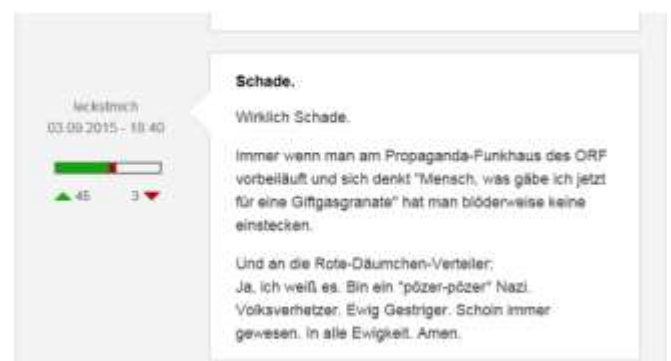 Schade.
leckstmich
03.09.2015 - 18:40
Wirklich Schade.
Immer wenn man am Propaganda-Funkhaus des ORF
vorbeiläuft und sich denkt "Mensch, was gäbe ich jetzt
für eine Giftgasgranate" hat man blöderweise keine
einstecken.
45 3
Und an die Rote-Däumchen-Verteiler:
Ja, ich weiß es. Bin ein "pözer-pözer" Nazi.
Volksverhetzer. Ewig Gestriger. Schoin immer
gewesen. In alle Ewigkeit. Amen.